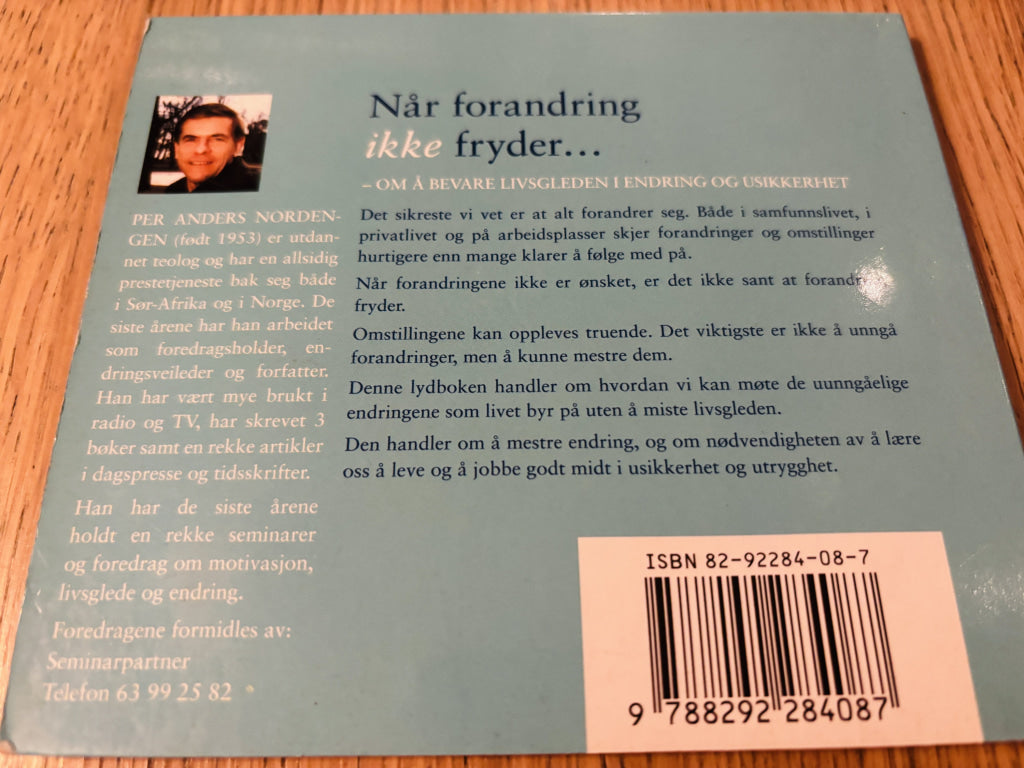 Når forandring
ikke fryder...
– OM Å BEVARE LIVSGLEDEN I ENDRING OG USIKKERHET
Det sikreste vi vet er at alt forandrer seg. Både i samfunnslivet, i
privatlivet og på arbeidsplasser skjer forandringer og omstillinger
hurtigere enn mange klarer å følge med på.
Når forandringene ikke er ønsket, er det ikke sant at forandring
fryder.
Omstillingene kan oppleves truende. Det viktigste er ikke å unngå
forandringer, men å kunne mestre dem.
Denne lydboken handler om hvordan vi kan møte de uunngåelige
endringene som livet byr på uten å miste livsgleden.
Den handler om å mestre endring, og om nødvendigheten av å lære
oss å leve og å jobbe godt midt i usikkerhet og utrygghet.
PER ANDERS NORDEN-
GEN (født 1953) er utdan-
net teolog og har en allsidig
prestetjeneste bak seg både
i Sør-Afrika og i Norge. De
siste årene har han arbeidet
som foredragsholder, en-
dringsveileder og forfatter.
Han har vært mye brukt i
radio og TV, har skrevet 3
bøker samt en rekke artikler
i dagspresse og tidsskrifter.
Han har de siste årene
holdt en rekke seminarer
og foredrag om motivasjon,
livsglede og endring.
Foredragene formidles av:
Seminarpartner
Telefon 63 99 25 82
ISBN 82-92284-08-7
9 788292 284087